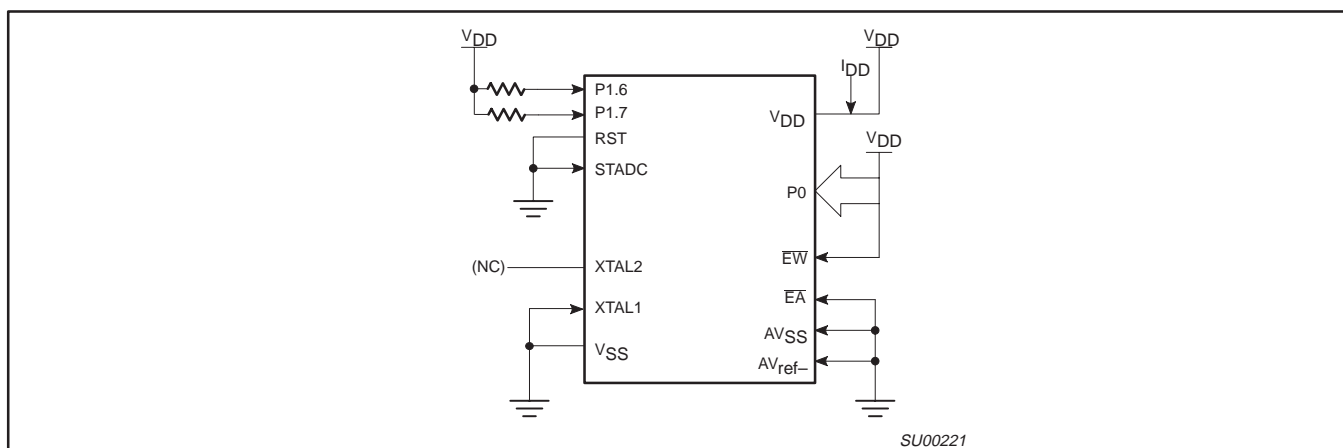 VDD
P1.6
P1.7
RST
STADC
(NC)
XTAL2
XTAL1
VSS
VDD
IDD
VDD
VDD
P0
EW
EA
AVSS
AVref–
SU00221